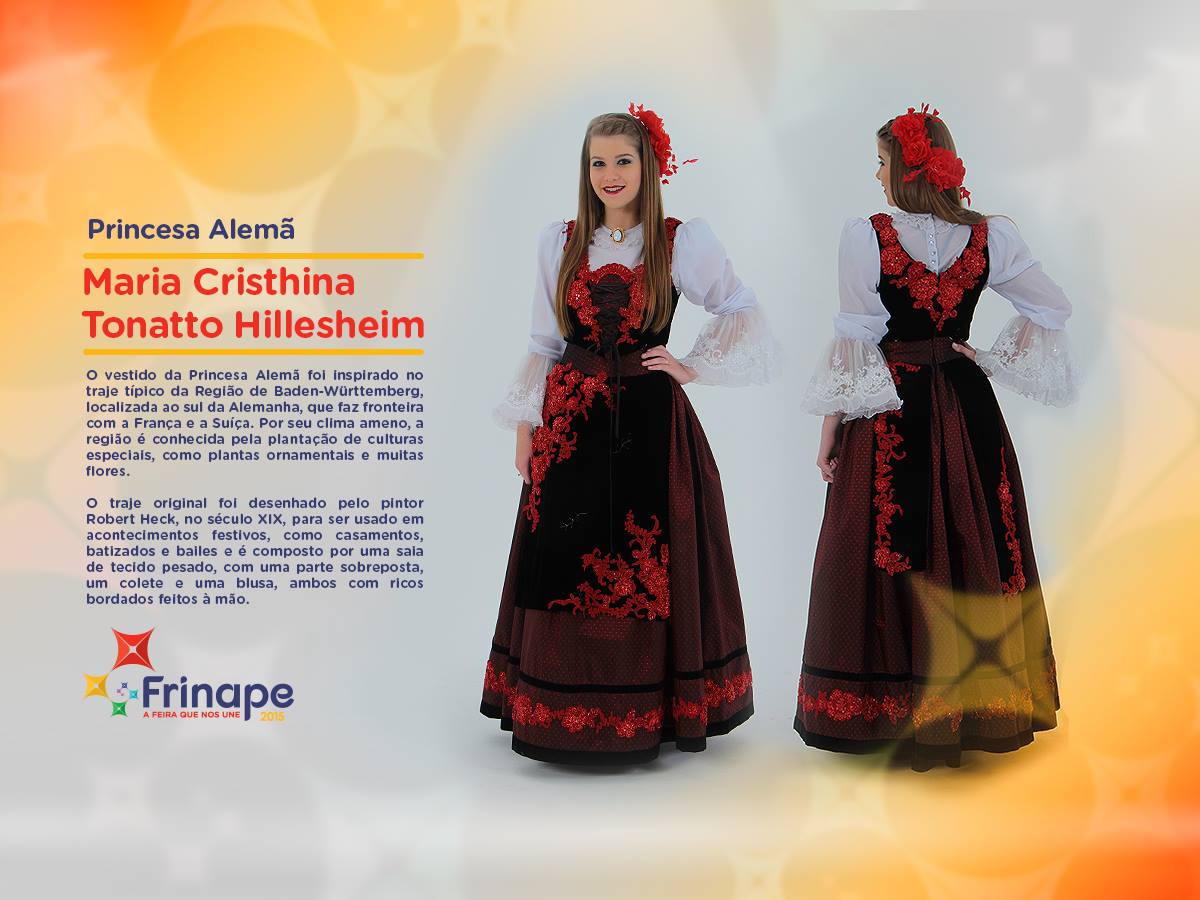 Princesa Alemã
Maria Cristhina
Tonatto Hillesheim
O vestido da Princesa Alemã foi inspirado no
traje típico da Região de Baden-Württemberg,
localizada ao sul da Alemanha, que faz fronteira
com a França e a Suíça. Por seu clima ameno, a
região é conhecida pela plantação de culturas
especiais, como plantas ornamentais e muitas
flores.
O traje original foi desenhado pelo pintor
Robert Heck, no século XIX, para ser usado em
acontecimentos festivos, como casamentos,
batizados e bailes e é composto por uma saia
de tecido pesado, com uma parte sobreposta,
um colete e uma blusa, ambos com ricos
bordados feitos à mão.
Frinape
A FEIRA QUE NOS UNE 2015